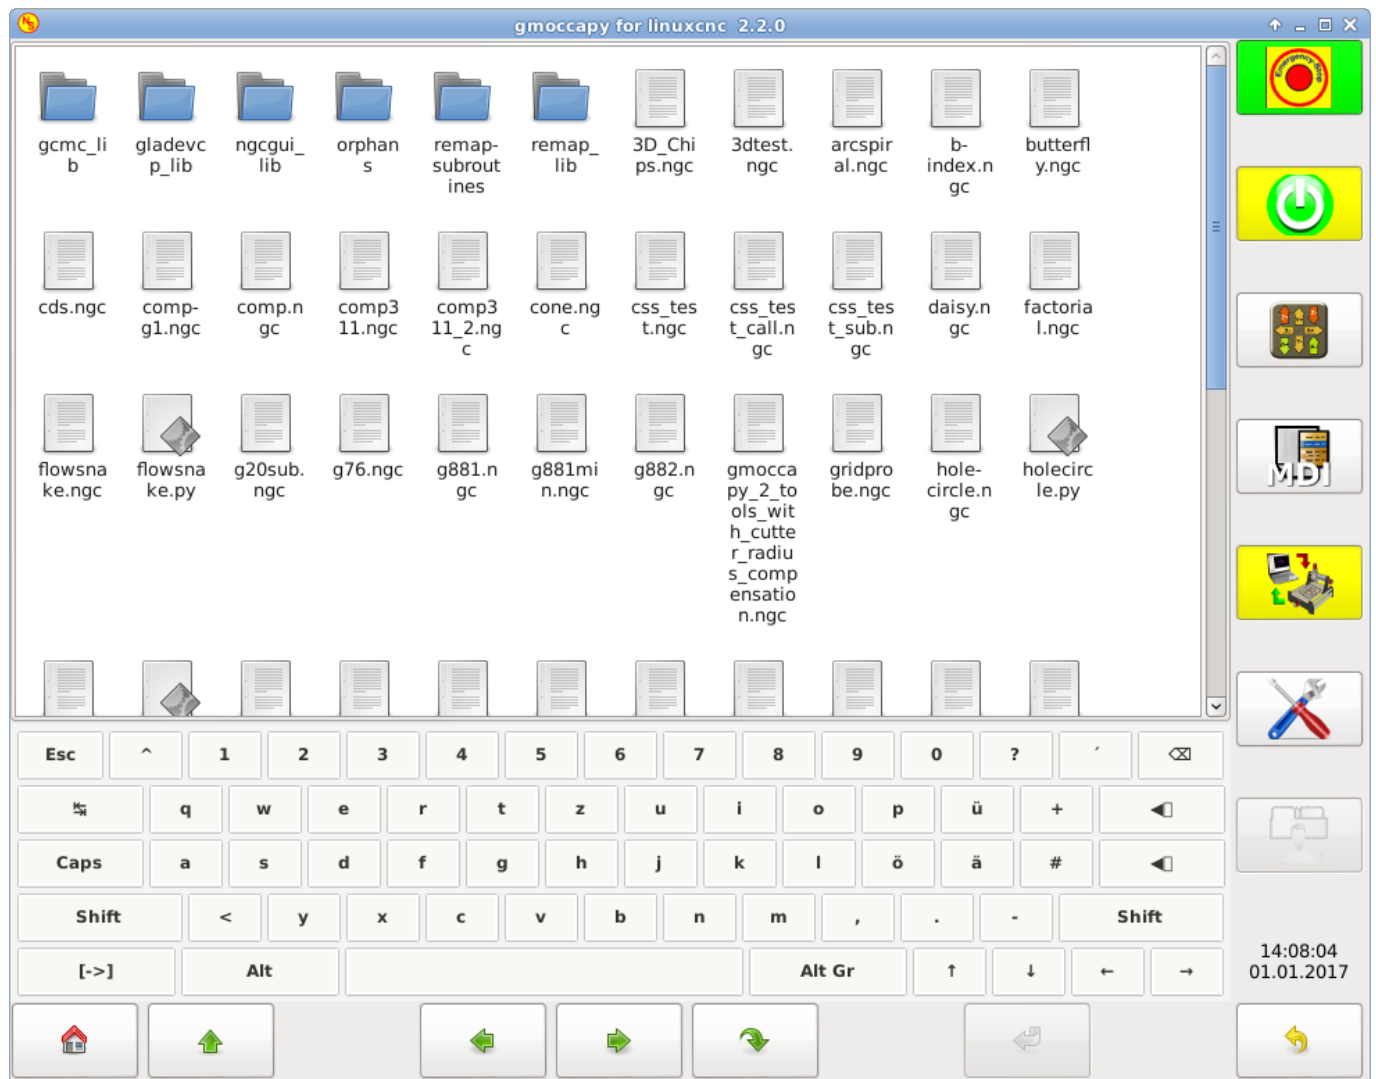 gmoccapy for linuxcnc 2.2.0
Emergency-Stop
gcmc_li
b
gladevc
p_lib
ngcgui_
lib
orphan
s
remap-
subrout
ines
remap_
lib
3D_Chi
ps.ngc
3dtest.
ngc
arcspir
al.ngc
b-
index.n
gc
butterfl
y.ngc
cds.ngc
comp-
g1.ngc
comp.n
gc
comp3
11.ngc
comp3
11_2.ng
c
cone.ng
c
css_tes
t.ngc
css_tes
t_call.n
gc
css_tes
t_sub.n
gc
daisy.n
gc
factoria
l.ngc
flowsna
ke.ngc
flowsna
ke.py
g20sub.
ngc
g76.ngc
g881.n
gc
g881mi
n.ngc
g882.n
gc
gmocca
py_2_to
ols_wit
h_cutte
r_radiu
s_comp
ensatio
n.ngc
gridpro
be.ngc
hole-
circle.n
gc
holecirc
le.py
MDI
Esc ^ 1 2 3 4 5 6 7 8 9 0 ? ´ ⌫
↹ q w e r t z u i o p ü +
Caps a s d f g h j k l ö ä #
Shift < y x c v b n m , . - Shift
[->] Alt Alt Gr ↑ ↓ ← →
14:08:04
01.01.2017